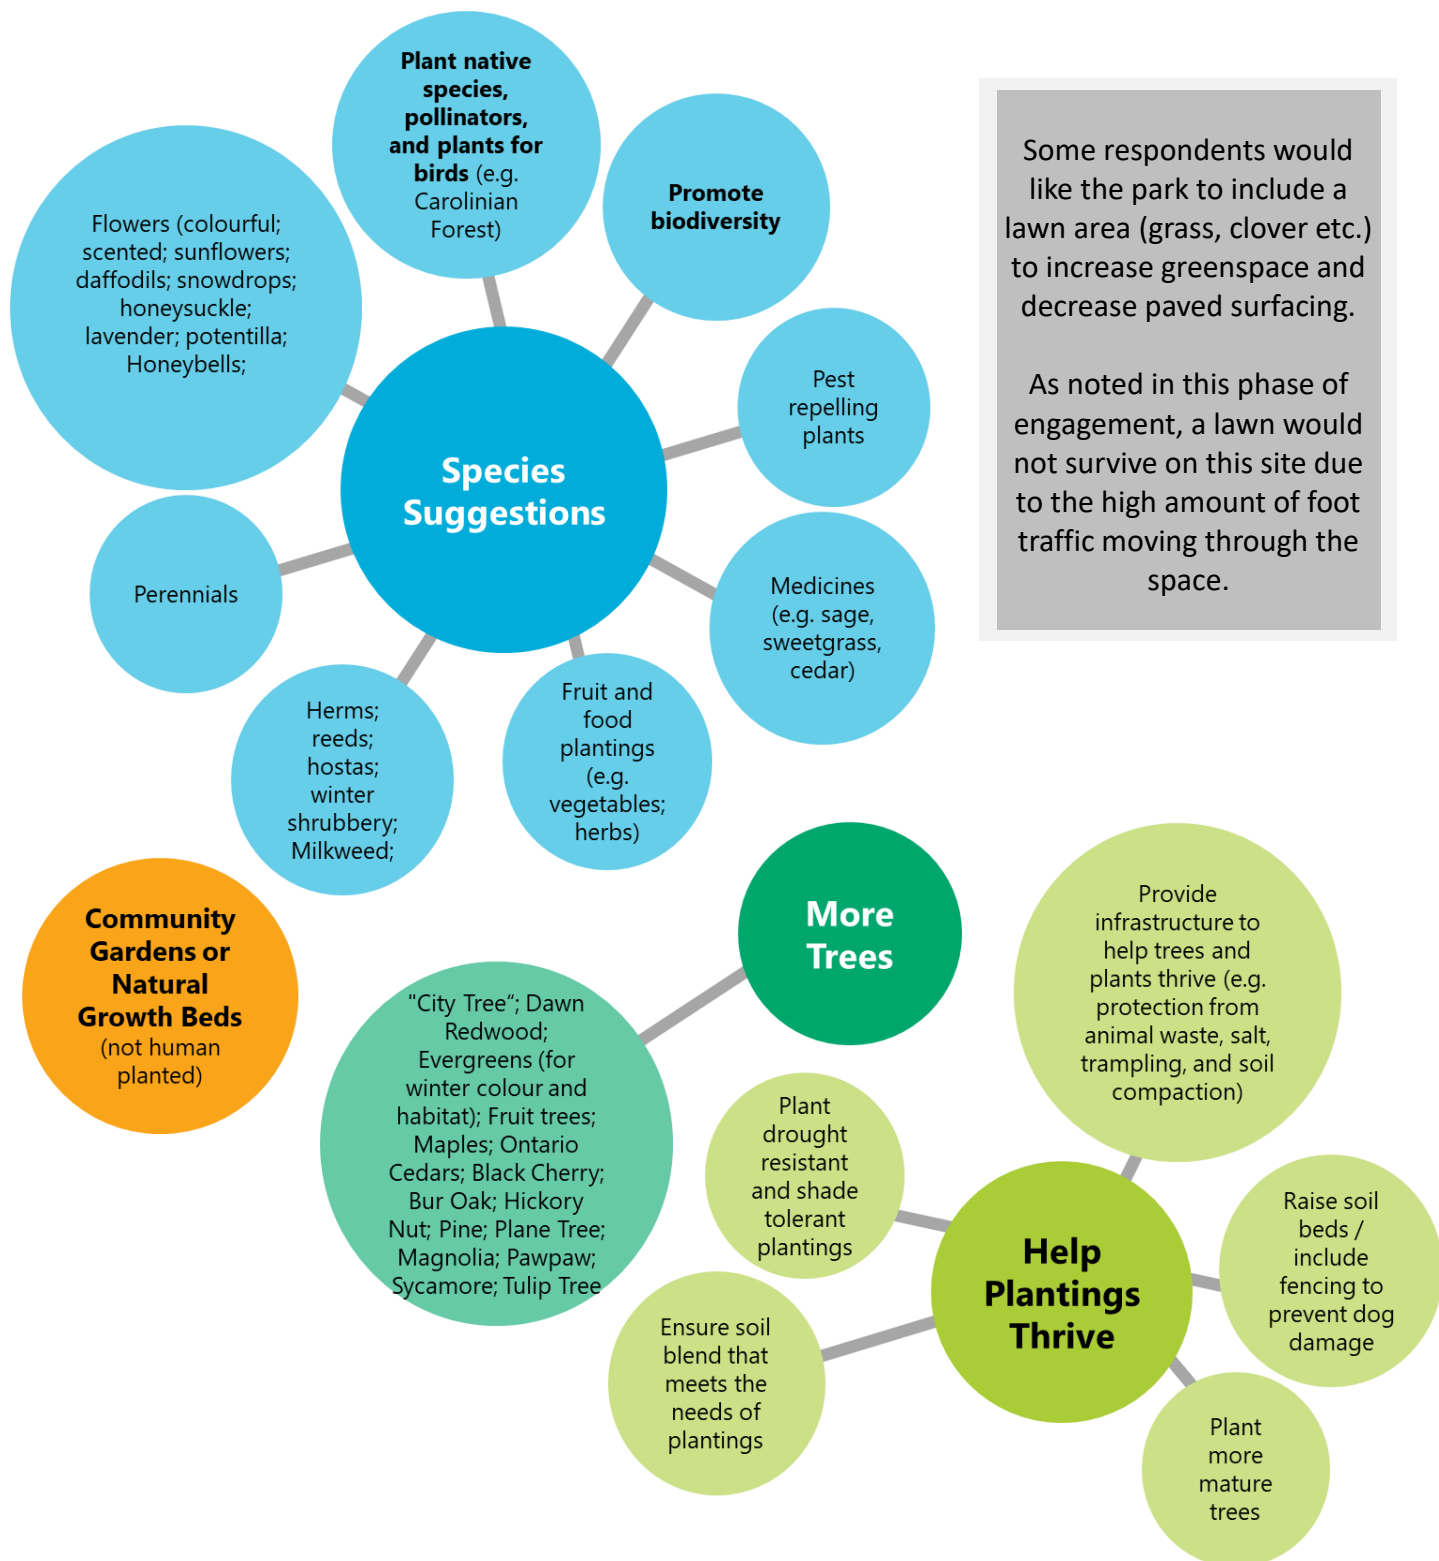 Plant native
species,
pollinators,
and plants for
birds (e.g.
Carolinian
Forest)
Promote
biodiversity
Flowers (colourful;
scented; sunflowers;
daffodils; snowdrops;
honeysuckle;
lavender; potentilla;
Honeybells;
Pest
repelling
plants
Species
Suggestions
Perennials
Medicines
(e.g. sage,
sweetgrass,
cedar)
Herms;
reeds;
hostas;
winter
shrubbery;
Milkweed;
Fruit and
food
plantings
(e.g.
vegetables;
herbs)
Some respondents would
like the park to include a
lawn area (grass, clover etc.)
to increase greenspace and
decrease paved surfacing.
As noted in this phase of
engagement, a lawn would
not survive on this site due
to the high amount of foot
traffic moving through the
space.
Community
Gardens or
Natural
Growth Beds
(not human
planted)
More
Trees
"City Tree“; Dawn
Redwood;
Evergreens (for
winter colour and
habitat); Fruit trees;
Maples; Ontario
Cedars; Black Cherry;
Bur Oak; Hickory
Nut; Pine; Plane Tree;
Magnolia; Pawpaw;
Sycamore; Tulip Tree
Provide
infrastructure to
help trees and
plants thrive (e.g.
protection from
animal waste, salt,
trampling, and soil
compaction)
Plant
drought
resistant
and shade
tolerant
plantings
Help
Plantings
Thrive
Raise soil
beds /
include
fencing to
prevent dog
damage
Ensure soil
blend that
meets the
needs of
plantings
Plant
more
mature
trees